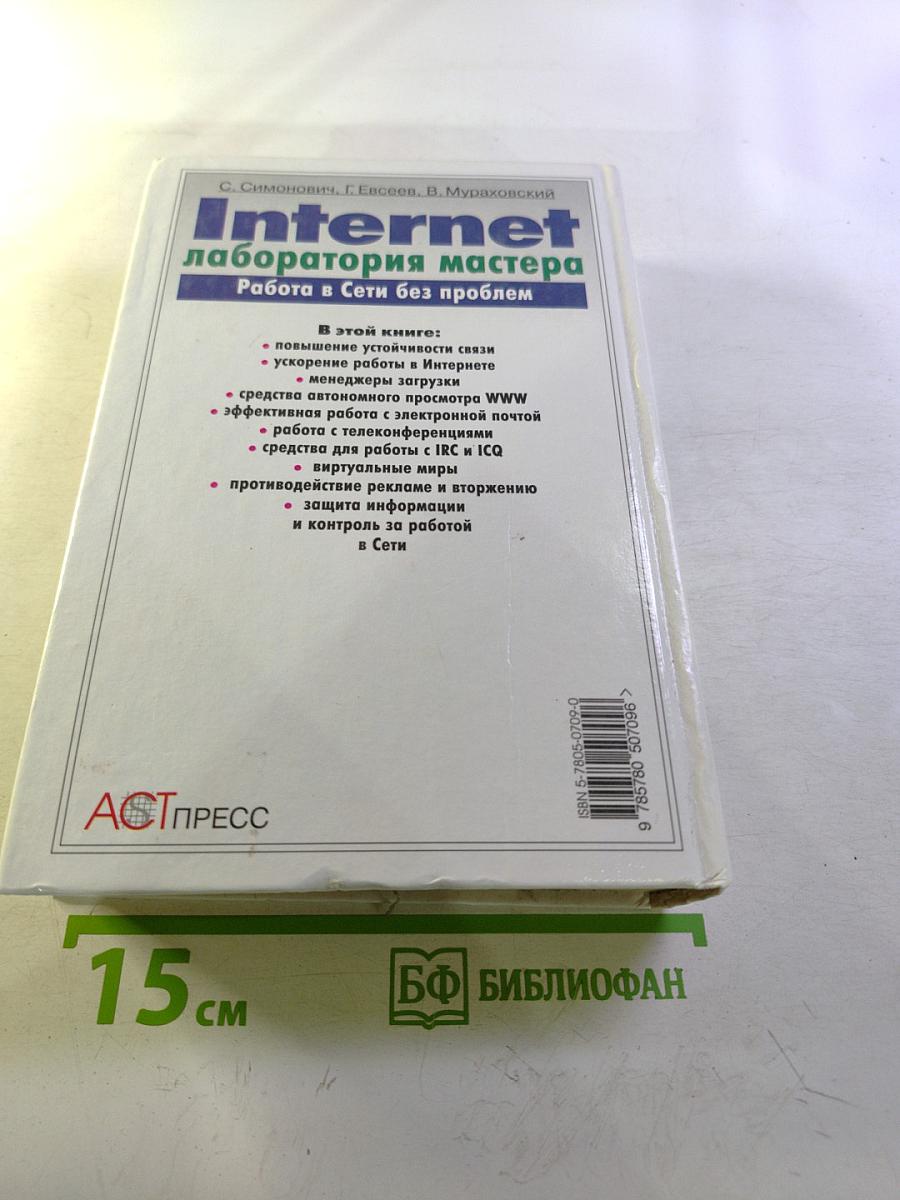 С. Симонович, Г. Евсеев, В. Мураховский
Internet
лаборатория мастера
Работа в Сети без проблем
В этой книге:
• повышение устойчивости связи
• ускорение работы в Интернете
• менеджеры загрузки
• средства автономного просмотра WWW
• эффективная работа с электронной почтой
• работа с телеконференциями
• средства для работы с IRC и ICQ
• виртуальные миры
• противодействие рекламе и вторжению
• защита информации
и контроль за работой
в Сети
ISBN 5-7805-0709-0
9 785780 507096 >
АСТ ПРЕСС
15 см
БФ БИБЛИОФАН